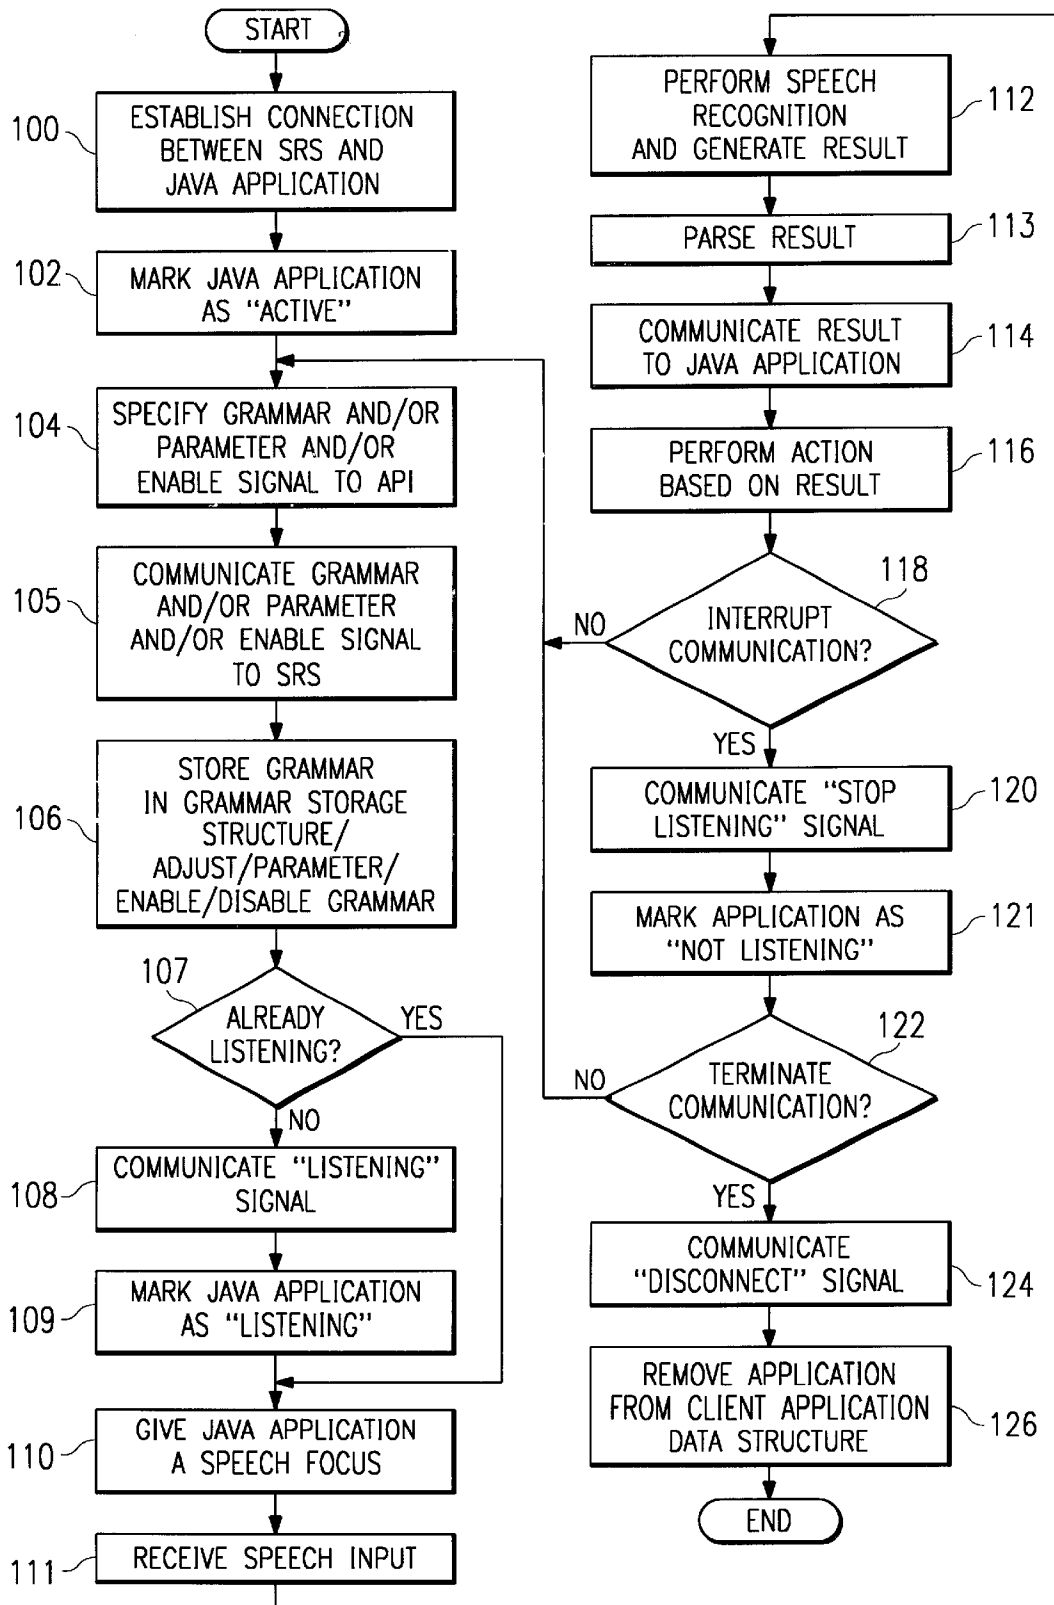 START
100
ESTABLISH CONNECTION
BETWEEN SRS AND
JAVA APPLICATION
102
MARK JAVA APPLICATION
AS "ACTIVE"
104
SPECIFY GRAMMAR AND/OR
PARAMETER AND/OR
ENABLE SIGNAL TO API
105
COMMUNICATE GRAMMAR
AND/OR PARAMETER
AND/OR ENABLE SIGNAL
TO SRS
106
STORE GRAMMAR
IN GRAMMAR STORAGE
STRUCTURE/
ADJUST/PARAMETER/
ENABLE/DISABLE GRAMMAR
107
ALREADY
LISTENING?
YES
NO
108
COMMUNICATE "LISTENING"
SIGNAL
109
MARK JAVA APPLICATION
AS "LISTENING"
110
GIVE JAVA APPLICATION
A SPEECH FOCUS
111
RECEIVE SPEECH INPUT
PERFORM SPEECH
RECOGNITION
AND GENERATE RESULT
112
PARSE RESULT
113
COMMUNICATE RESULT
TO JAVA APPLICATION
114
PERFORM ACTION
BASED ON RESULT
116
118
INTERRUPT
COMMUNICATION?
NO
YES
COMMUNICATE "STOP
LISTENING" SIGNAL
120
MARK APPLICATION AS
"NOT LISTENING"
121
122
TERMINATE
COMMUNICATION?
NO
YES
COMMUNICATE
"DISCONNECT" SIGNAL
124
REMOVE APPLICATION
FROM CLIENT APPLICATION
DATA STRUCTURE
126
END